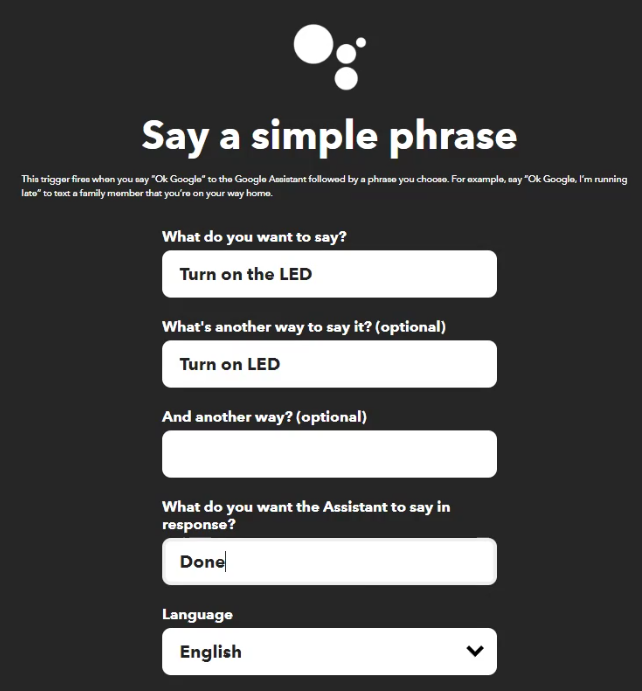 Say a simple phrase
This trigger fires when you say "Ok Google" to the Google Assistant followed by a phrase you choose. For example, say "Ok Google, I'm running
late" to text a family member that you're on your way home.
What do you want to say?
Turn on the LED
What's another way to say it? (optional)
Turn on LED
And another way? (optional)
What do you want the Assistant to say in
response?
Done
Language
English